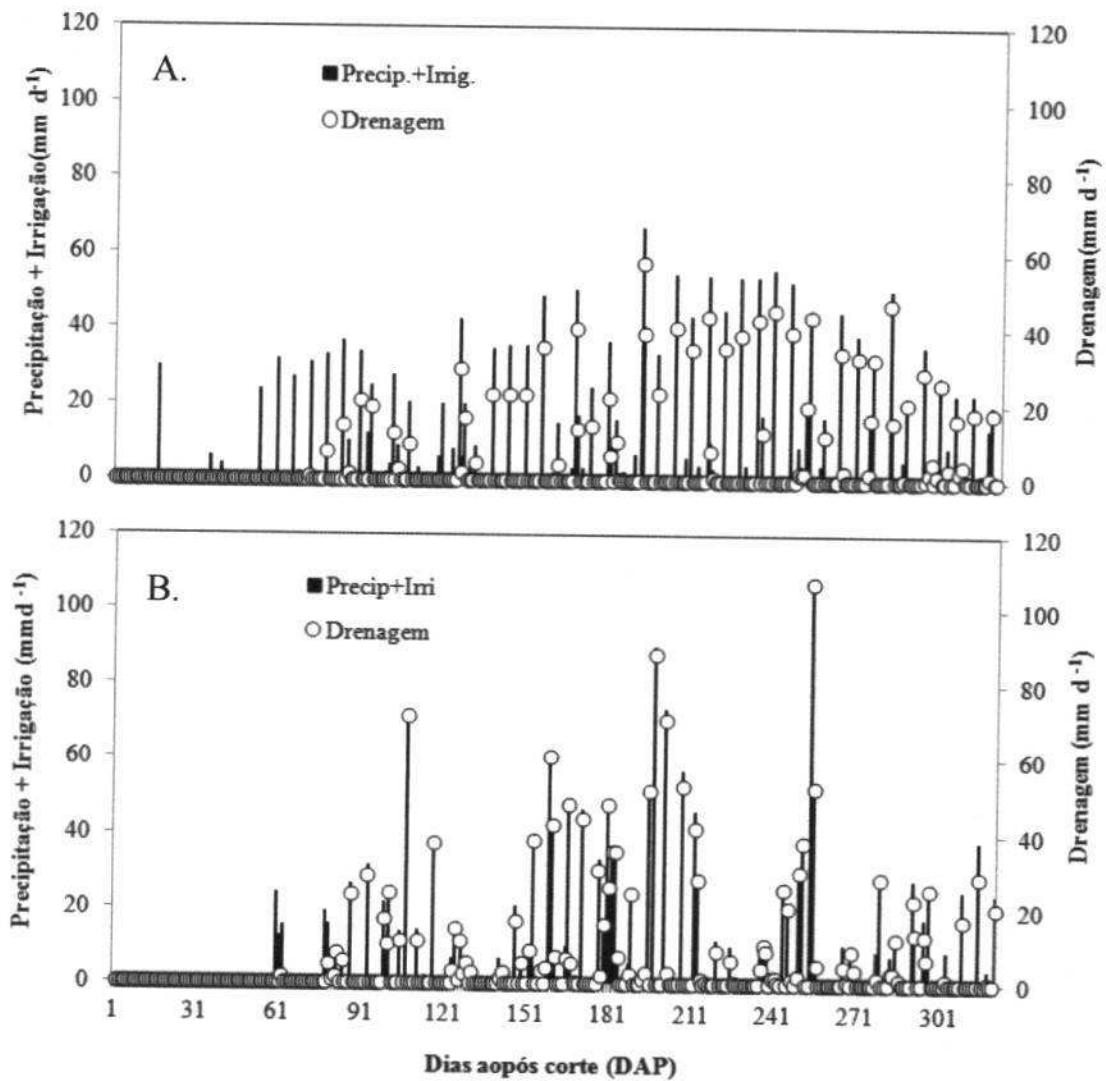 120
100
80
60
40
20
0
Precipitação + Irrigação(mm d-1)
A.
Precip.+Irrig.
Drenagem
120
100
80
60
40
20
0
Drenagem(mm d -1)
120
100
80
60
40
20
0
Precipitação + Irrigação (mmd -1)
B.
Precip+Irri
Drenagem
120
100
80
60
40
20
0
Drenagem (mm d -1)
1 31 61 91 121 151 181 211 241 271 301
Dias aopós corte (DAP)